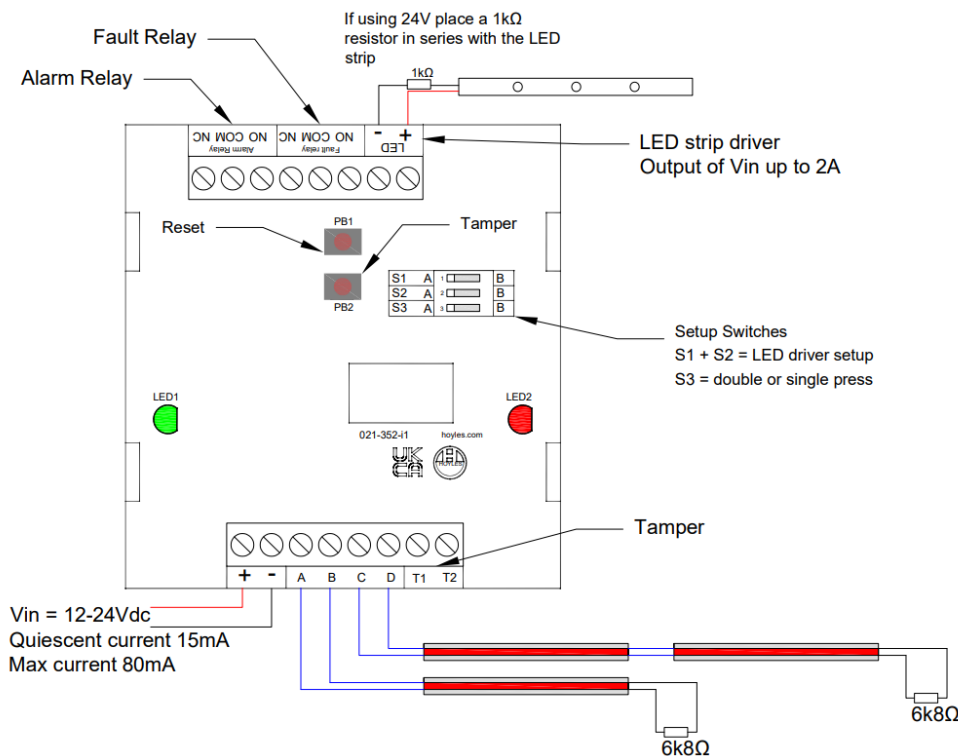 If using 24V place a 1kΩ
resistor in series with the LED
strip
Fault Relay
Alarm Relay
1kΩ
NO COM NC
Alarm Relay
NO COM NC
Fault relay
- +
LED
LED strip driver
Output of Vin up to 2A
PB1
Reset
Tamper
PB2
S1 A 1 B
S2 A 2 B
S3 A 3 B
Setup Switches
S1 + S2 = LED driver setup
S3 = double or single press
LED1
LED2
021-352-i1
hoyles.com
UK
CA
HOYLES
Tamper
+ - A B C D T1 T2
Vin = 12-24Vdc
Quiescent current 15mA
Max current 80mA
6k8Ω
6k8Ω